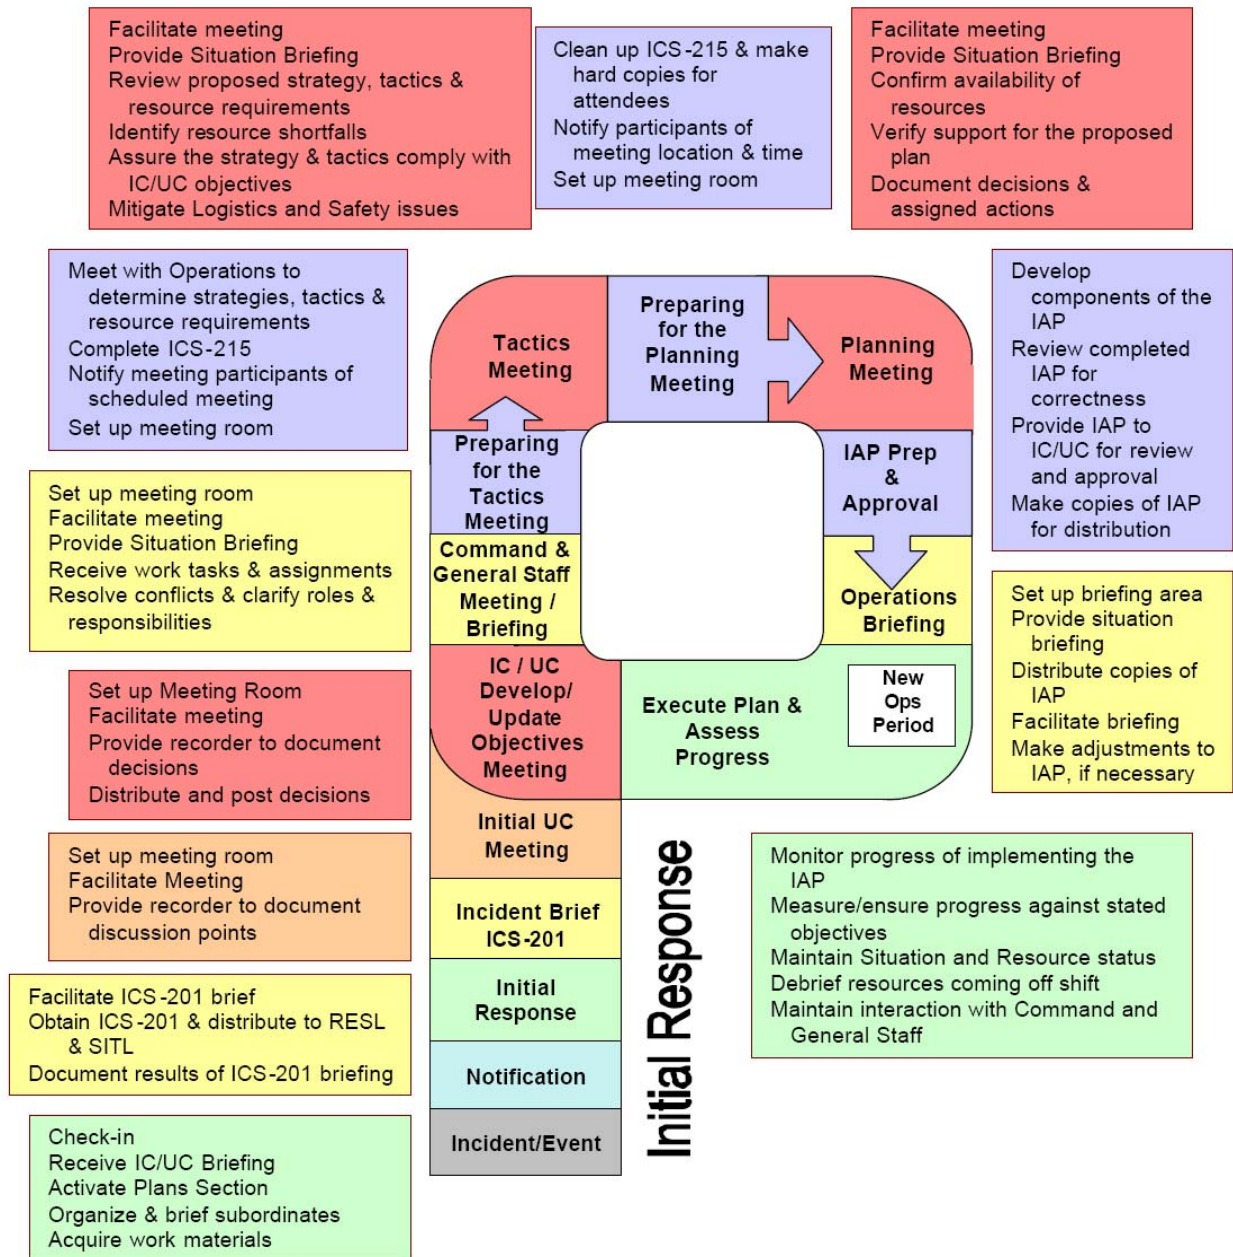 Facilitate meeting
Provide Situation Briefing
Review proposed strategy, tactics &
resource requirements
Identify resource shortfalls
Assure the strategy & tactics comply with
IC/UC objectives
Mitigate Logistics and Safety issues
Clean up ICS-215 & make
hard copies for
attendees
Notify participants of
meeting location & time
Set up meeting room
Facilitate meeting
Provide Situation Briefing
Confirm availability of
resources
Verify support for the proposed
plan
Document decisions &
assigned actions
Meet with Operations to
determine strategies, tactics &
resource requirements
Complete ICS-215
Notify meeting participants of
scheduled meeting
Set up meeting room
Set up meeting room
Facilitate meeting
Provide Situation Briefing
Receive work tasks & assignments
Resolve conflicts & clarify roles &
responsibilities
Set up Meeting Room
Facilitate meeting
Provide recorder to document
decisions
Distribute and post decisions
Set up meeting room
Facilitate Meeting
Provide recorder to document
discussion points
Facilitate ICS-201 brief
Obtain ICS-201 & distribute to RESL
& SITL
Document results of ICS-201 briefing
Check-in
Receive IC/UC Briefing
Activate Plans Section
Organize & brief subordinates
Acquire work materials
Tactics
Meeting
Preparing
for the
Planning
Meeting
Planning
Meeting
Preparing
for the
Tactics
Meeting
IAP Prep
&
Approval
Command &
General Staff
Meeting /
Briefing
Operations
Briefing
IC / UC
Develop/
Update
Objectives
Meeting
Execute Plan &
Assess
Progress
New
Ops
Period
Initial UC
Meeting
Incident Brief
ICS-201
Initial
Response
Notification
Incident/Event
Initial Response
Develop
components of the
IAP
Review completed
IAP for
correctness
Provide IAP to
IC/UC for review
and approval
Make copies of IAP
for distribution
Set up briefing area
Provide situation
briefing
Distribute copies of
IAP
Facilitate briefing
Make adjustments to
IAP, if necessary
Monitor progress of implementing the
IAP
Measure/ensure progress against stated
objectives
Maintain Situation and Resource status
Debrief resources coming off shift
Maintain interaction with Command and
General Staff